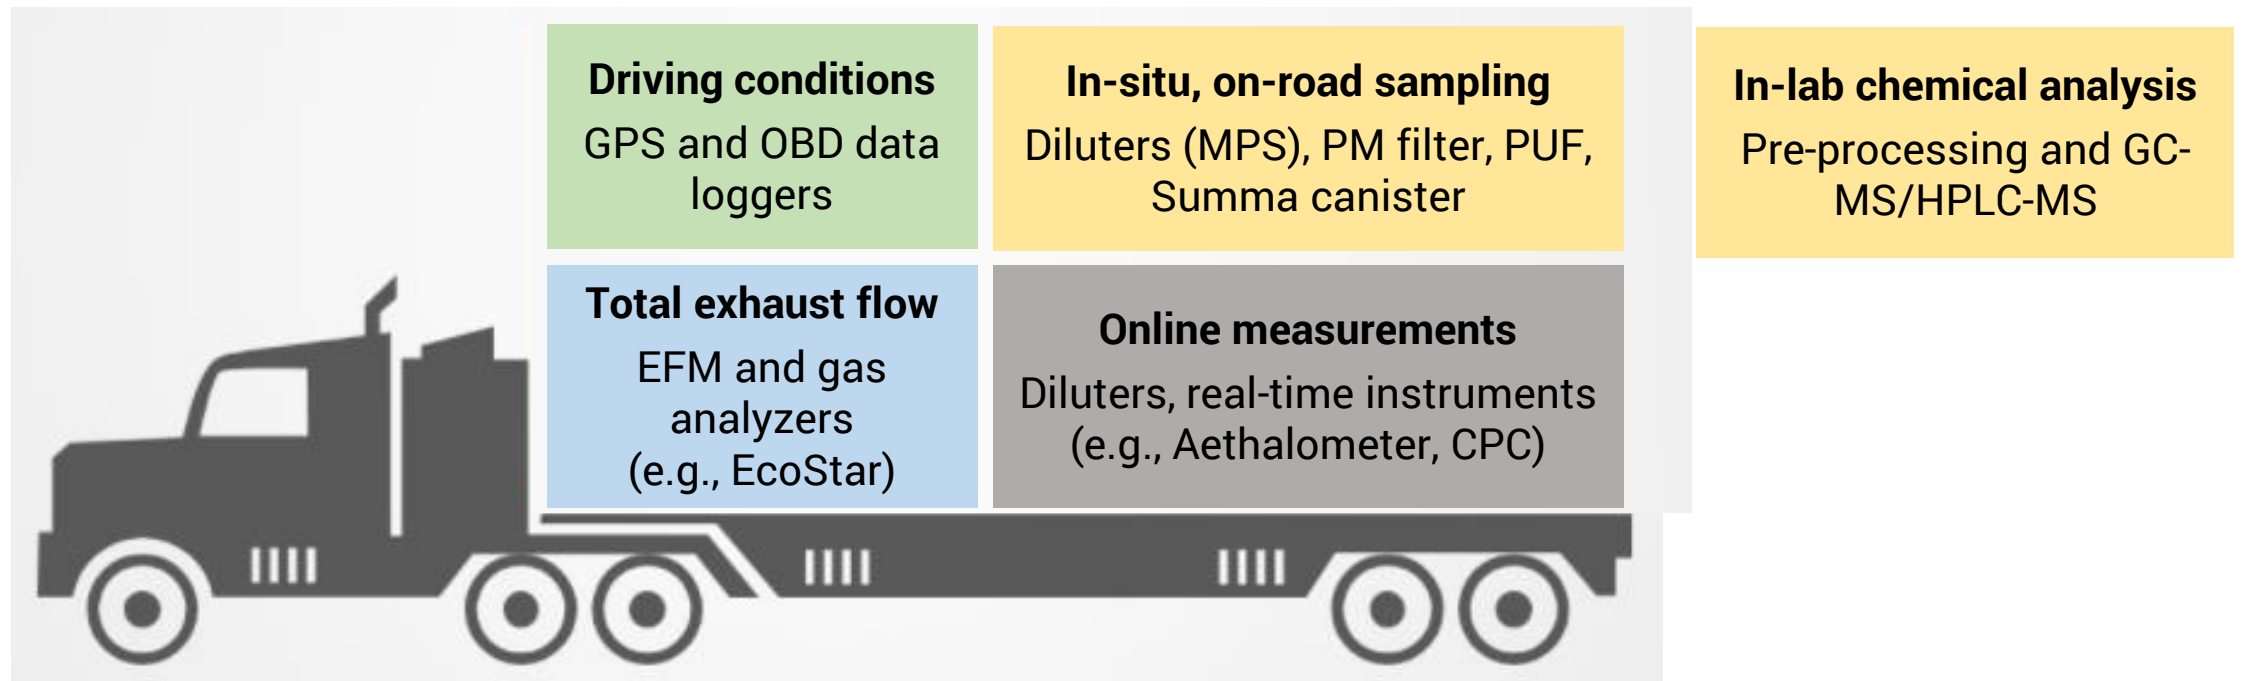 Driving conditions
GPS and OBD data
loggers
In-situ, on-road sampling
Diluters (MPS), PM filter, PUF,
Summa canister
In-lab chemical analysis
Pre-processing and GC-
MS/HPLC-MS
Total exhaust flow
EFM and gas
analyzers
(e.g., EcoStar)
Online measurements
Diluters, real-time instruments
(e.g., Aethalometer, CPC)